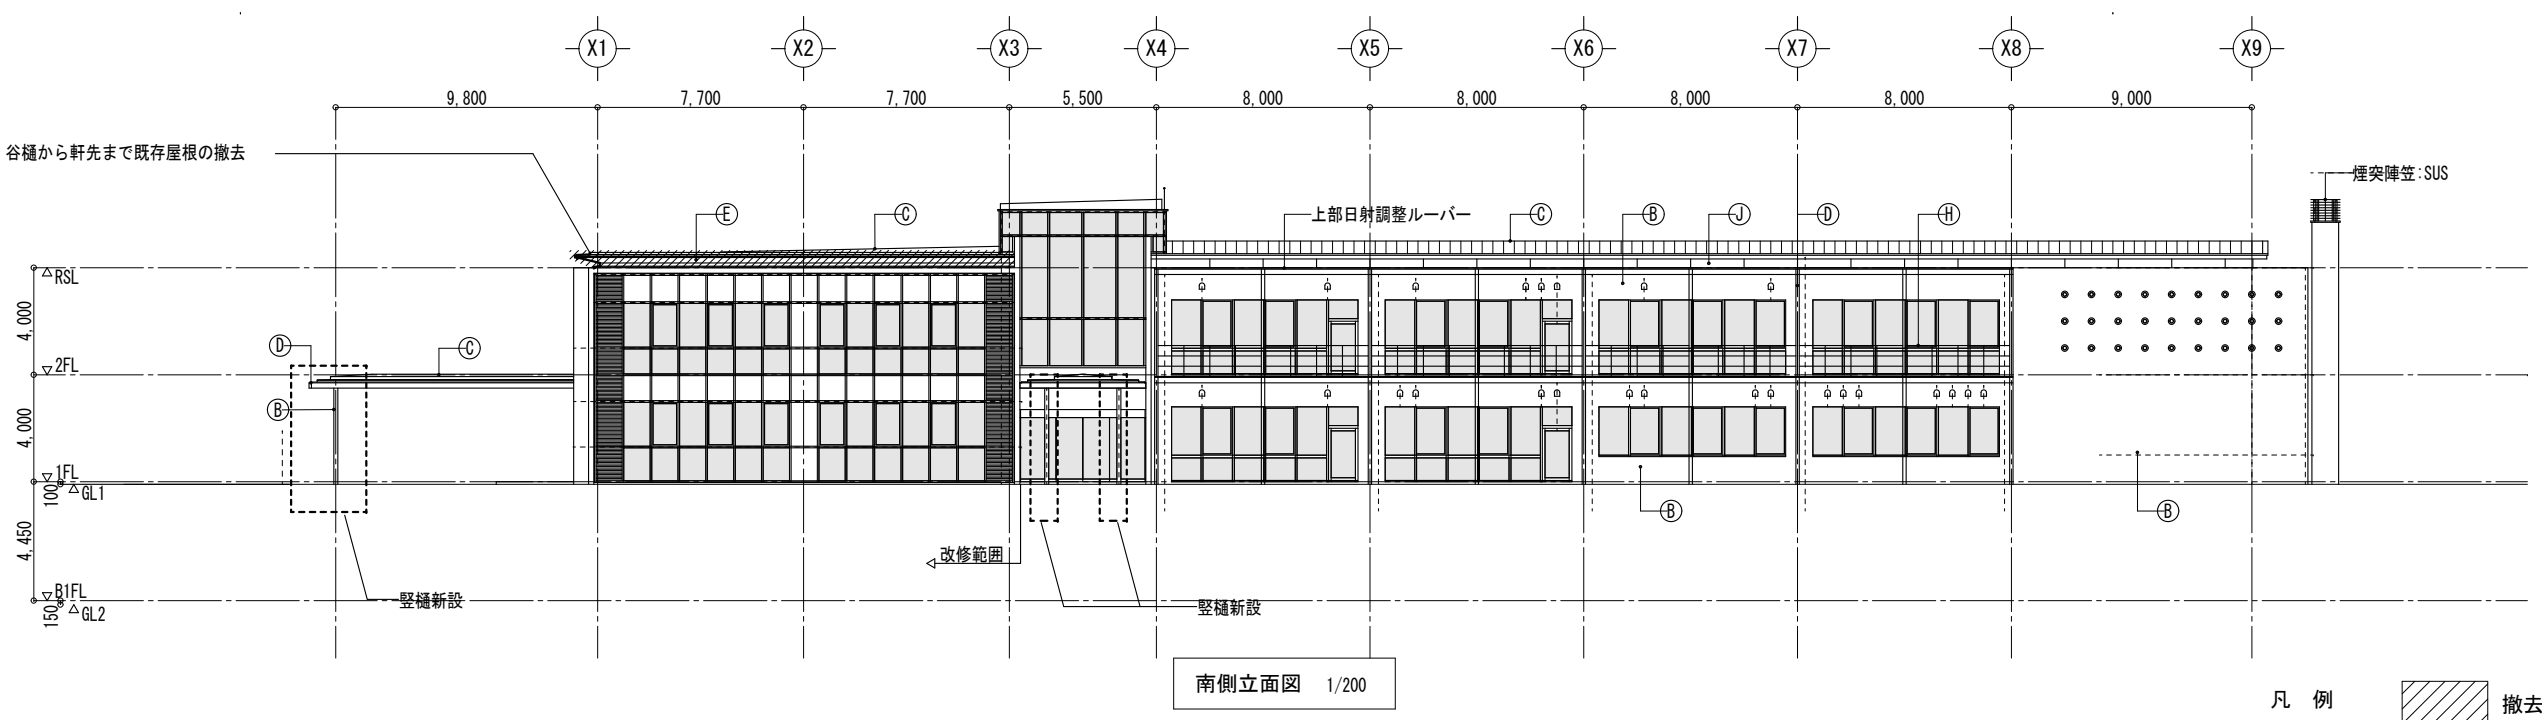 X1 X2 X3 X4 X5 X6 X7 X8 X9
9,800 7,700 7,700 5,500 8,000 8,000 8,000 8,000 9,000
谷樋から軒先まで既存屋根の撤去
煙突陣笠:SUS
E C 上部日射調整ルーバー C B J D H
RSL
4,000
D C
2FL
B
4,000
1FL
100 GL1
B B
4,450
改修範囲
B1FL
竪樋新設 竪樋新設
150 GL2
南側立面図 1/200
凡 例 撤去